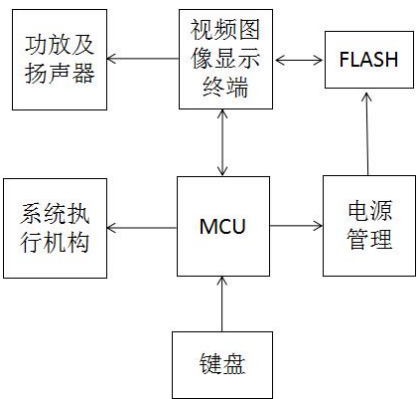 功放及
扬声器
视频图
像显示
终端
FLASH
系统执
行机构
MCU
电源
管理
键盘